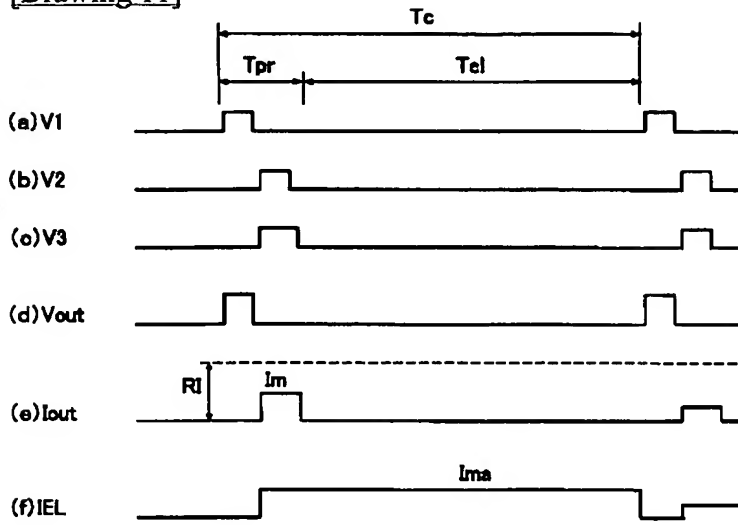 [Drawing 11]
Tc
Tpr
Tel
(a)V1
(b)V2
(c)V3
(d)Vout
RI
Im
(e)Iout
Ima
(f)IEL